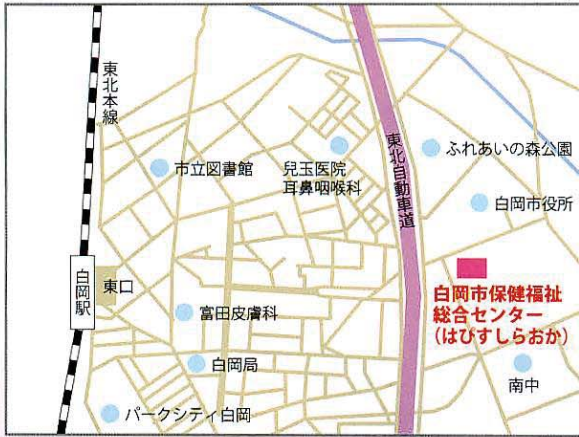 東北本線
市立図書館
兒玉医院
耳鼻咽喉科
東北自動車道
ふれあいの森公園
白岡市役所
白岡駅
東口
富田皮膚科
白岡市保健福祉
総合センター
（はぴすしらおか）
白岡局
南中
パークシティ白岡